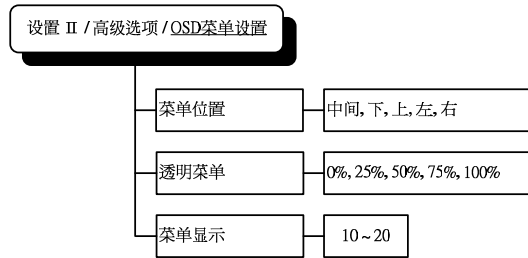 设置 II / 高级选项 / OSD菜单设置
菜单位置
中间, 下, 上, 左, 右
透明菜单
0%, 25%, 50%, 75%, 100%
菜单显示
10~20